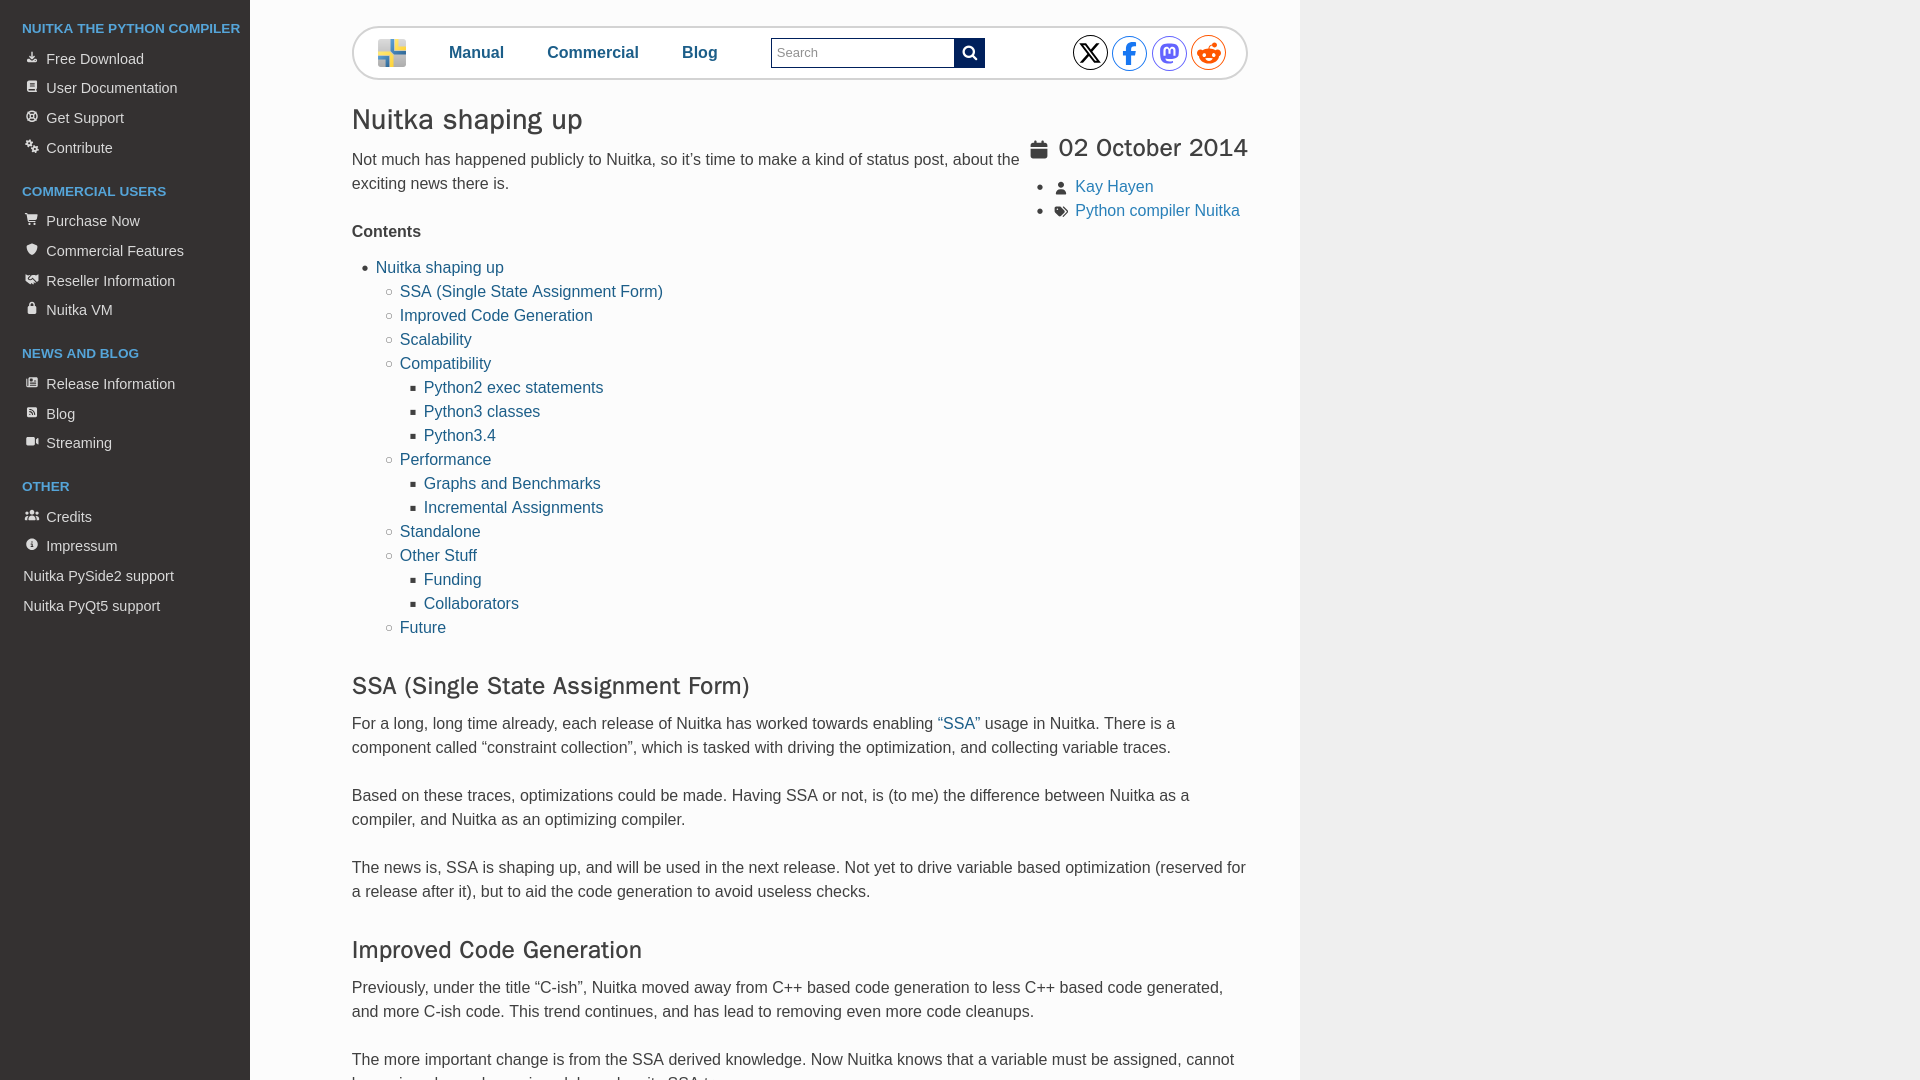 NUITKA THE PYTHON COMPILER
Free Download
User Documentation
Get Support
Contribute
COMMERCIAL USERS
Purchase Now
Commercial Features
Reseller Information
Nuitka VM
NEWS AND BLOG
Release Information
Blog
Streaming
OTHER
Credits
Impressum
Nuitka PySide2 support
Nuitka PyQt5 support
Manual
Commercial
Blog
Search
Nuitka shaping up
02 October 2014
Kay Hayen
Python compiler Nuitka
Not much has happened publicly to Nuitka, so it’s time to make a kind of status post, about the
exciting news there is.
Contents
Nuitka shaping up
SSA (Single State Assignment Form)
Improved Code Generation
Scalability
Compatibility
Python2 exec statements
Python3 classes
Python3.4
Performance
Graphs and Benchmarks
Incremental Assignments
Standalone
Other Stuff
Funding
Collaborators
Future
SSA (Single State Assignment Form)
For a long, long time already, each release of Nuitka has worked towards enabling “SSA” usage in Nuitka. There is a
component called “constraint collection”, which is tasked with driving the optimization, and collecting variable traces.
Based on these traces, optimizations could be made. Having SSA or not, is (to me) the difference between Nuitka as a
compiler, and Nuitka as an optimizing compiler.
The news is, SSA is shaping up, and will be used in the next release. Not yet to drive variable based optimization (reserved for
a release after it), but to aid the code generation to avoid useless checks.
Improved Code Generation
Previously, under the title “C-ish”, Nuitka moved away from C++ based code generation to less C++ based code generated,
and more C-ish code. This trend continues, and has lead to removing even more code cleanups.
The more important change is from the SSA derived knowledge. Now Nuitka knows that a variable must be assigned, cannot